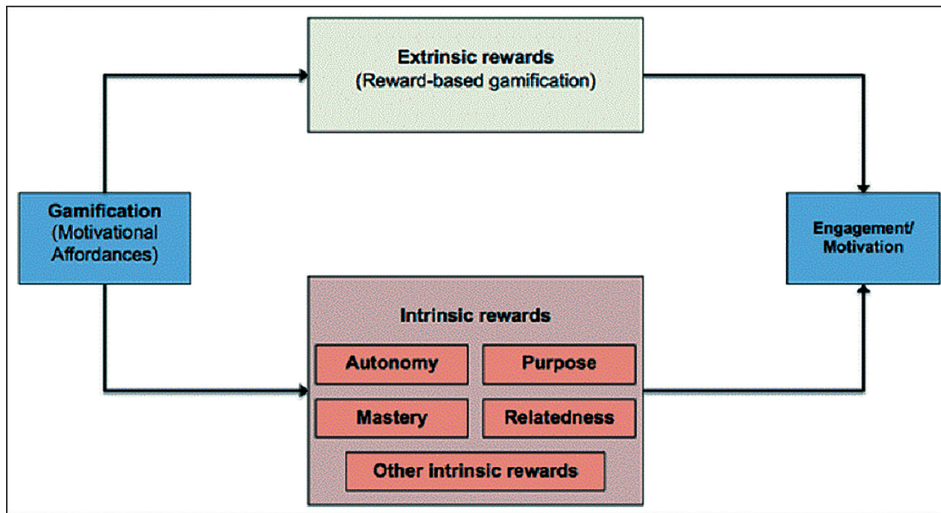 Extrinsic rewards
(Reward-based gamification)
Gamification
(Motivational
Affordances)
Engagement/
Motivation
Intrinsic rewards
Autonomy
Purpose
Mastery
Relatedness
Other intrinsic rewards